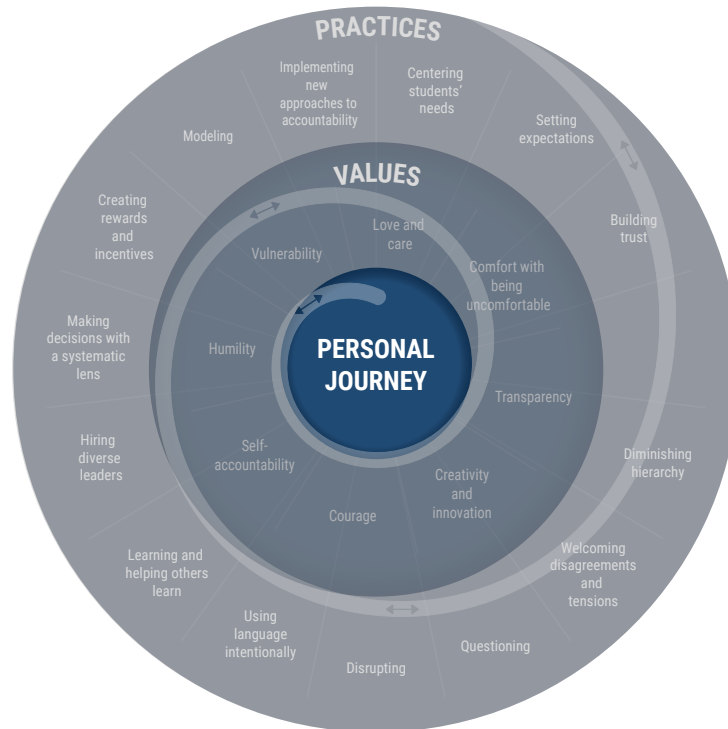 PRACTICES
Implementing
new
approaches to
accountability
Centering
students’
needs
Setting
expectations
Building
trust
Diminishing
hierarchy
Welcoming
disagreements
and
tensions
Questioning
Disrupting
Using
language
intentionally
Learning and
helping others
learn
Hiring
diverse
leaders
Making
decisions with
a systematic
lens
Creating
rewards
and
incentives
Modeling
VALUES
Love and
care
Comfort with
being
uncomfortable
Transparency
Creativity
and
innovation
Courage
Self-
accountability
Humility
Vulnerability
PERSONAL
JOURNEY